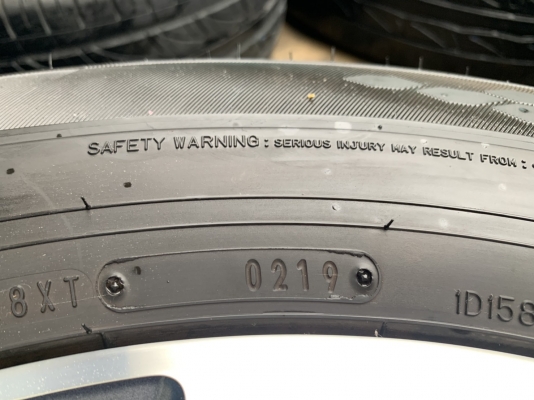 SAFETY WARNING: SERIOUS INJURY MAY RESULT FROM:
8XT 0219 1D158